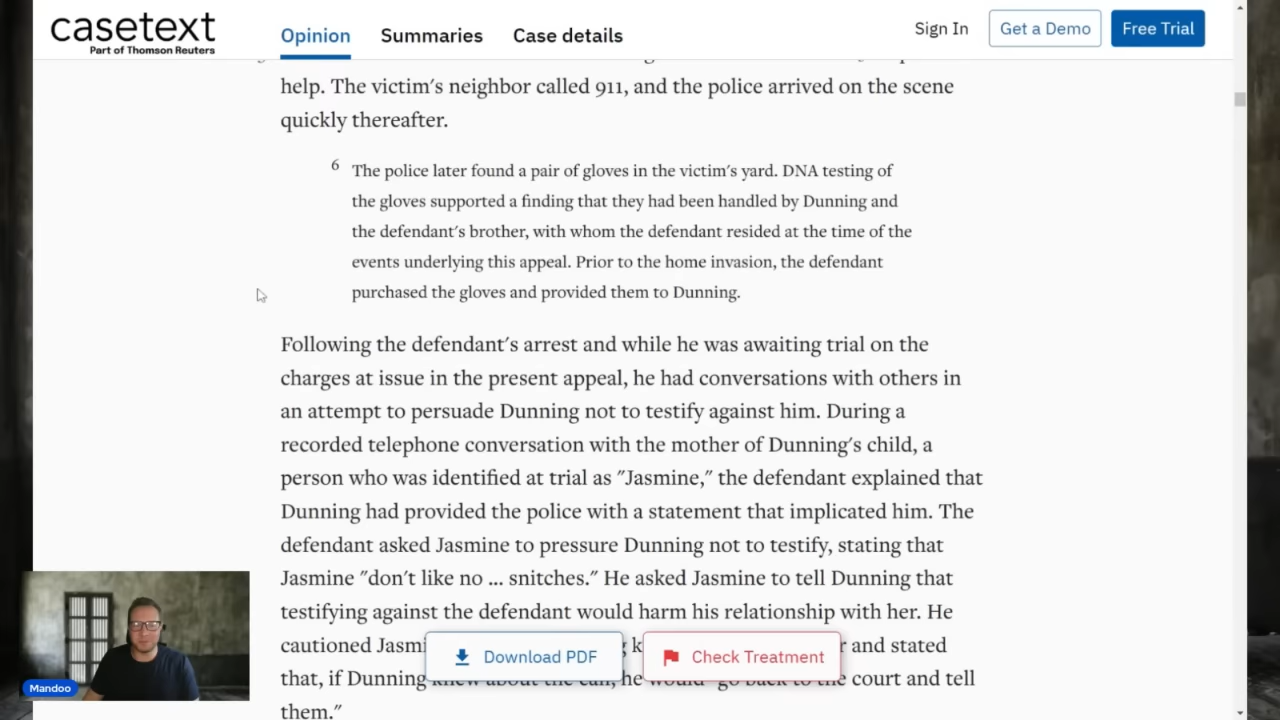 casetext
Part of Thomson Reuters
Opinion
Summaries
Case details
Sign In
Get a Demo
Free Trial
help. The victim's neighbor called 911, and the police arrived on the scene
quickly thereafter.
6 The police later found a pair of gloves in the victim's yard. DNA testing of
the gloves supported a finding that they had been handled by Dunning and
the defendant's brother, with whom the defendant resided at the time of the
events underlying this appeal. Prior to the home invasion, the defendant
purchased the gloves and provided them to Dunning.
Following the defendant's arrest and while he was awaiting trial on the
charges at issue in the present appeal, he had conversations with others in
an attempt to persuade Dunning not to testify against him. During a
recorded telephone conversation with the mother of Dunning's child, a
person who was identified at trial as "Jasmine," the defendant explained that
Dunning had provided the police with a statement that implicated him. The
defendant asked Jasmine to pressure Dunning not to testify, stating that
Jasmine "don't like no ... snitches." He asked Jasmine to tell Dunning that
testifying against the defendant would harm his relationship with her. He
cautioned and stated
that, if Dunning knew about the call, he would "go back to the court and tell
them."
Download PDF
Check Treatment
Mandoo